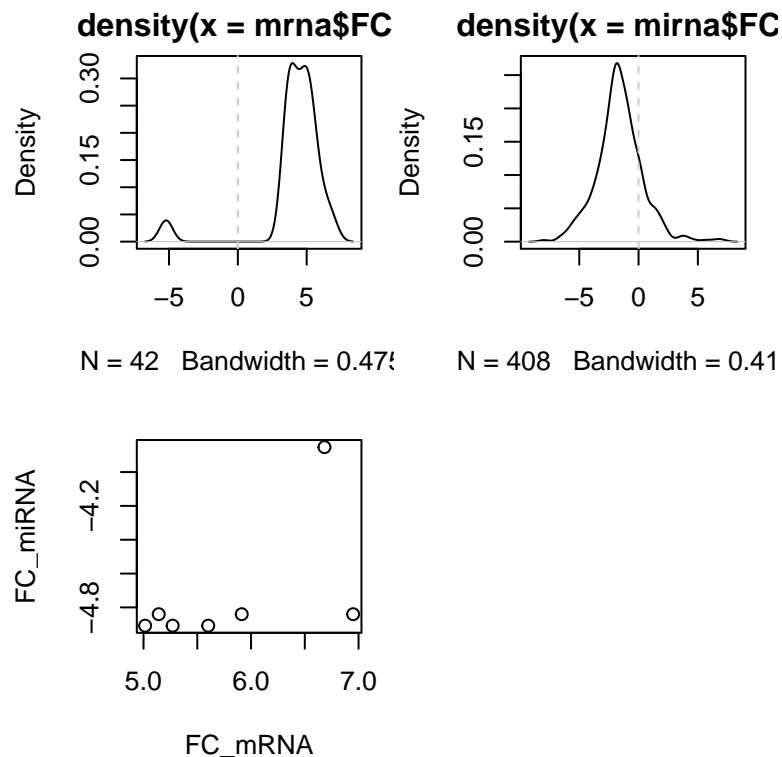 density(x = mrna$FC
Density
0.00 0.15 0.30
−5 0 5
N = 42 Bandwidth = 0.475
density(x = mirna$FC
Density
0.00 0.15
−5 0 5
N = 408 Bandwidth = 0.41
FC_miRNA
−4.8 −4.2
5.0 6.0 7.0
FC_mRNA